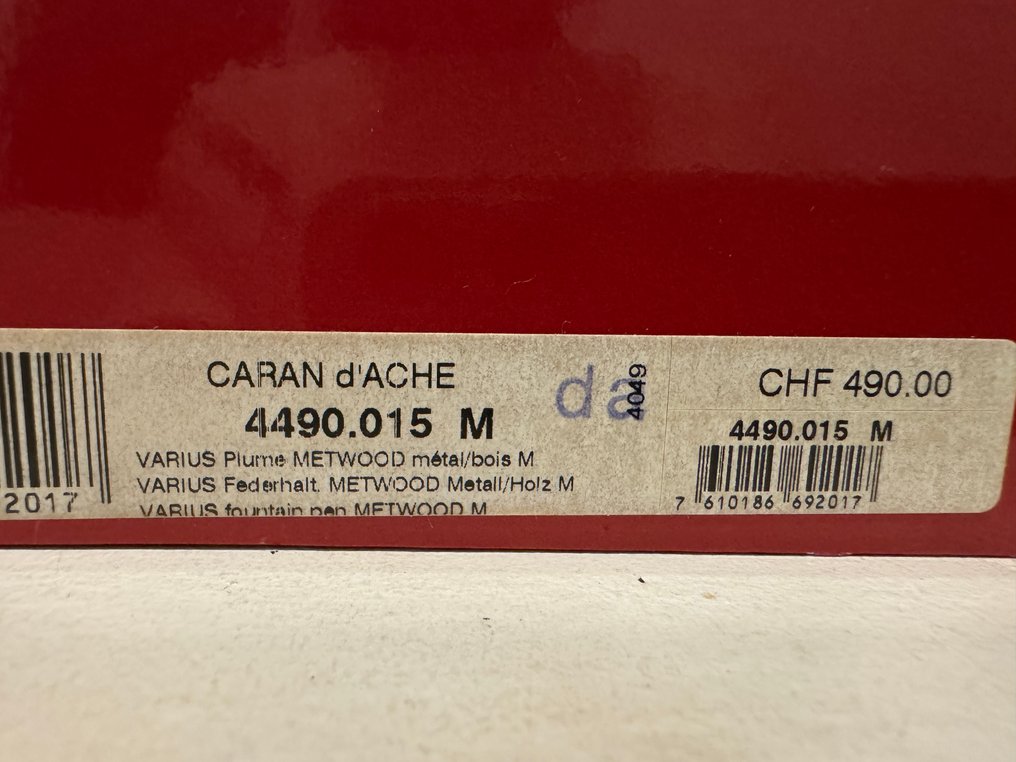 2017
CARAN d'ACHE
4490.015 M
VARIUS Plume METWOOD métal/bois M
VARIUS Federhalt. METWOOD Metall/Holz M
VARIUS fountain pen METWOOD M
da
4049
CHF 490.00
4490.015 M
7 610186 692017